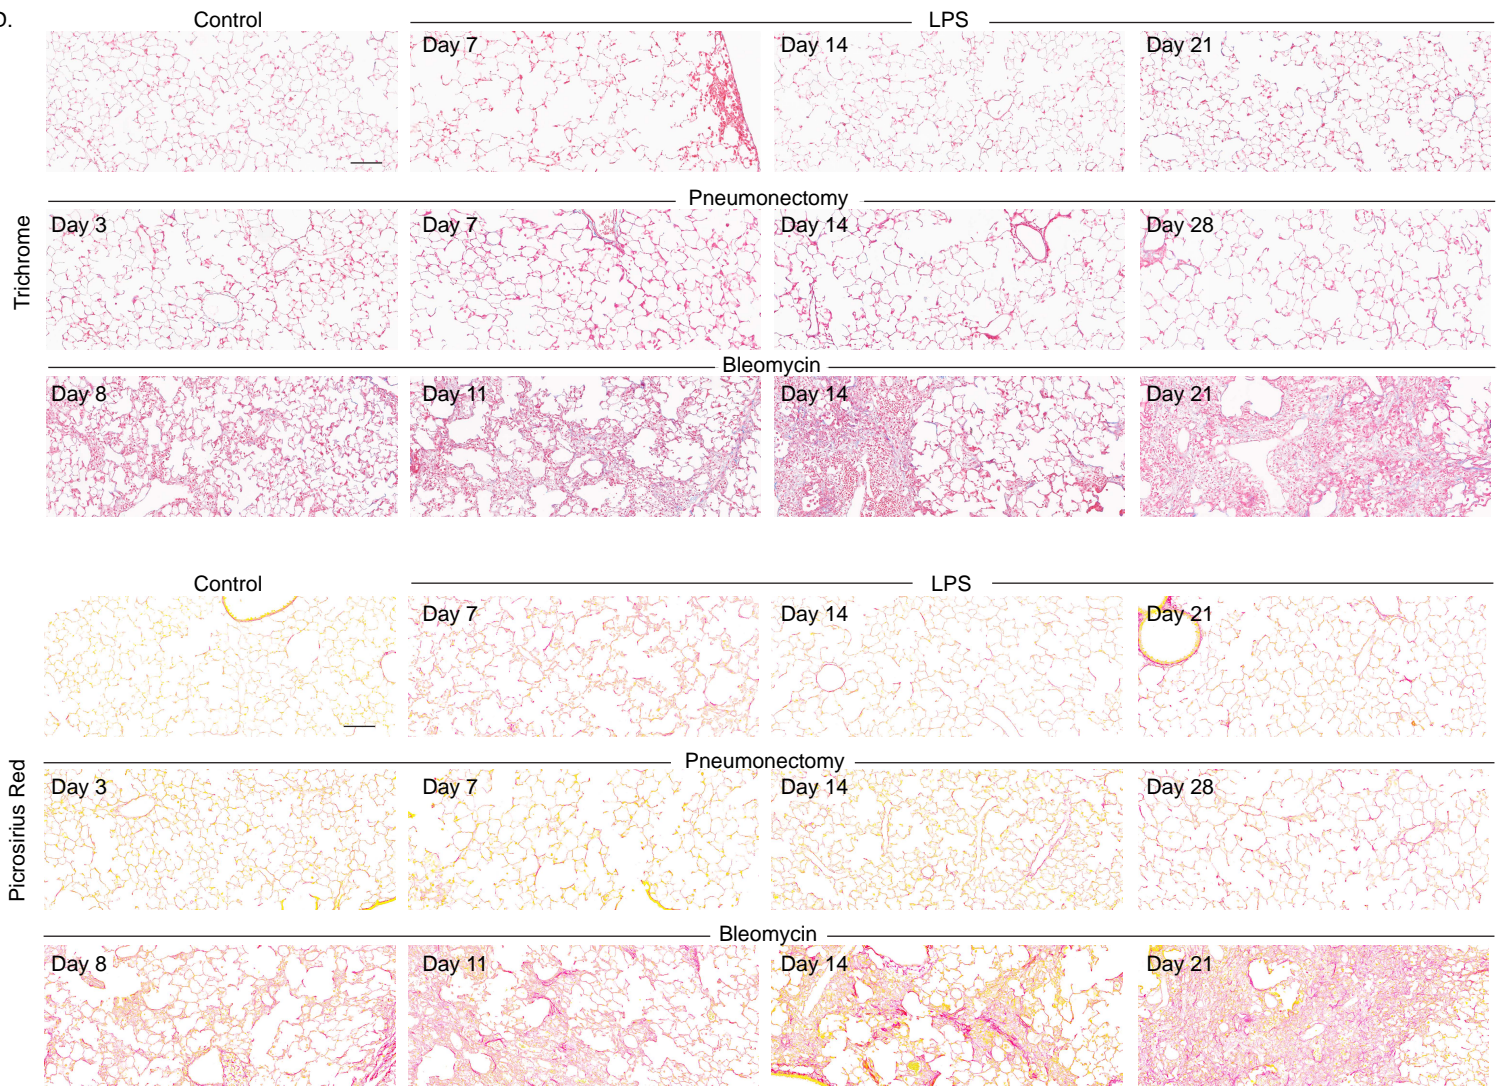 D.
Control LPS
Day 7 Day 14 Day 21
Trichrome
Pneumonectomy
Day 3 Day 7 Day 14 Day 28
Bleomycin
Day 8 Day 11 Day 14 Day 21
Control LPS
Day 7 Day 14 Day 21
Picrosirius Red
Pneumonectomy
Day 3 Day 7 Day 14 Day 28
Bleomycin
Day 8 Day 11 Day 14 Day 21